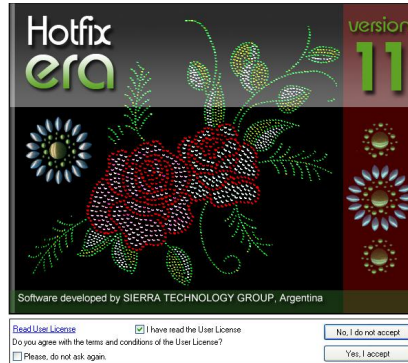 Hotfix
era
version
11
Software developed by SIERRA TECHNOLOGY GROUP, Argentina
Read User License
I have read the User License
No, I do not accept
Do you agree with the terms and conditions of the User License?
Please, do not ask again.
Yes, I accept